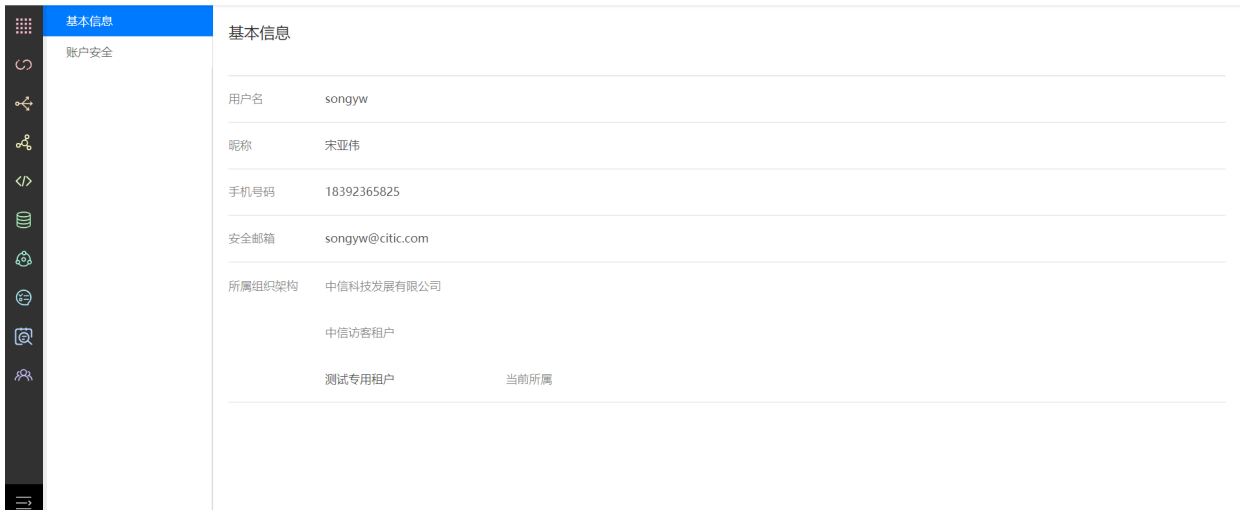 基本信息
账户安全
基本信息
用户名 songyw
昵称 宋亚伟
手机号码 18392365825
安全邮箱 songyw@citic.com
所属组织架构 中信科技发展有限公司
中信访客租户
测试专用租户 当前所属